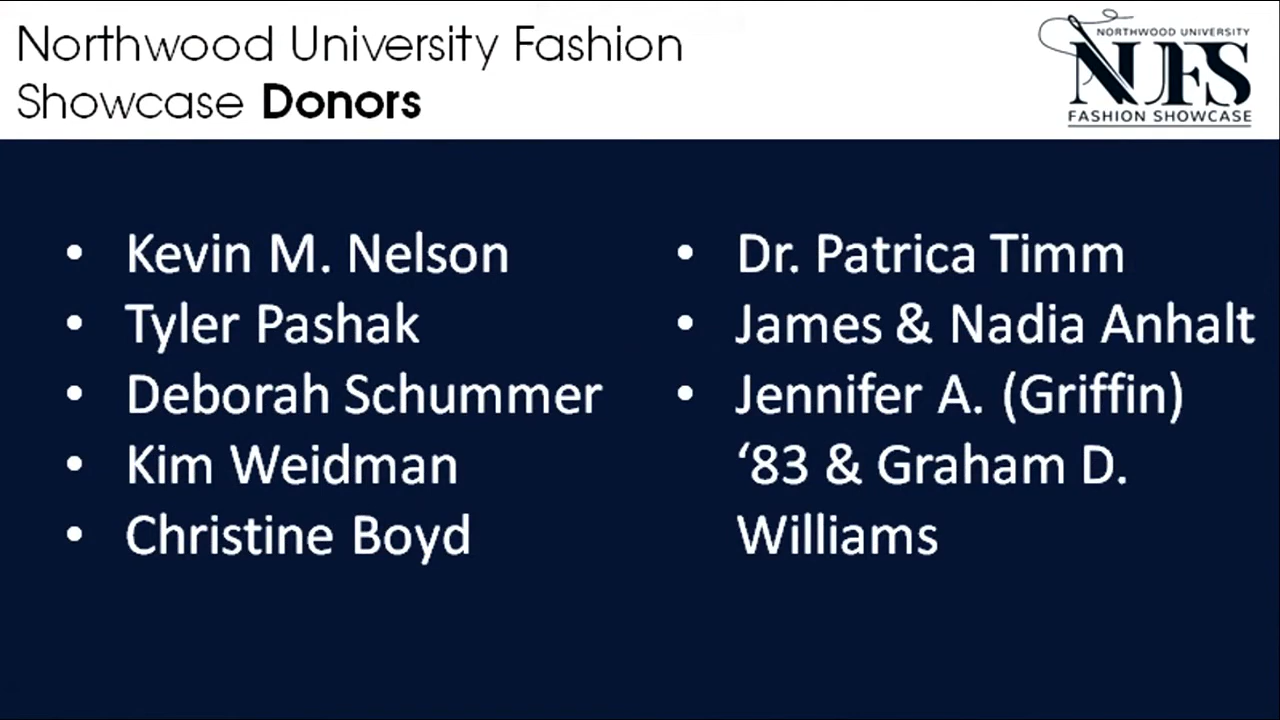 Northwood University Fashion
Showcase Donors
NORTHWOOD UNIVERSITY
NUFS
FASHION SHOWCASE
• Kevin M. Nelson
• Tyler Pashak
• Deborah Schummer
• Kim Weidman
• Christine Boyd
• Dr. Patrica Timm
• James & Nadia Anhalt
• Jennifer A. (Griffin)
‘83 & Graham D.
Williams